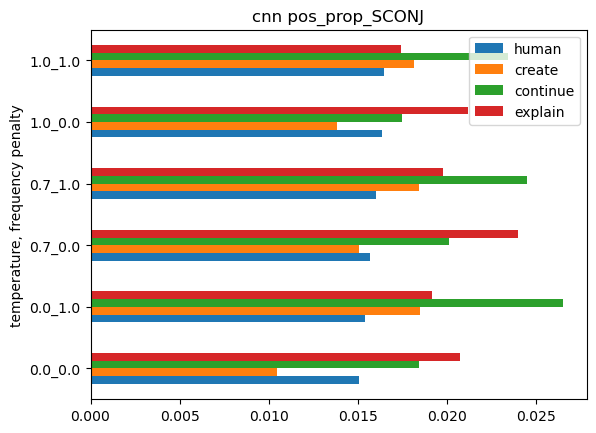 cnn pos_prop_SCONJ
human
create
continue
explain
temperature, frequency penalty
1.0_1.0
1.0_0.0
0.7_1.0
0.7_0.0
0.0_1.0
0.0_0.0
0.000 0.005 0.010 0.015 0.020 0.025